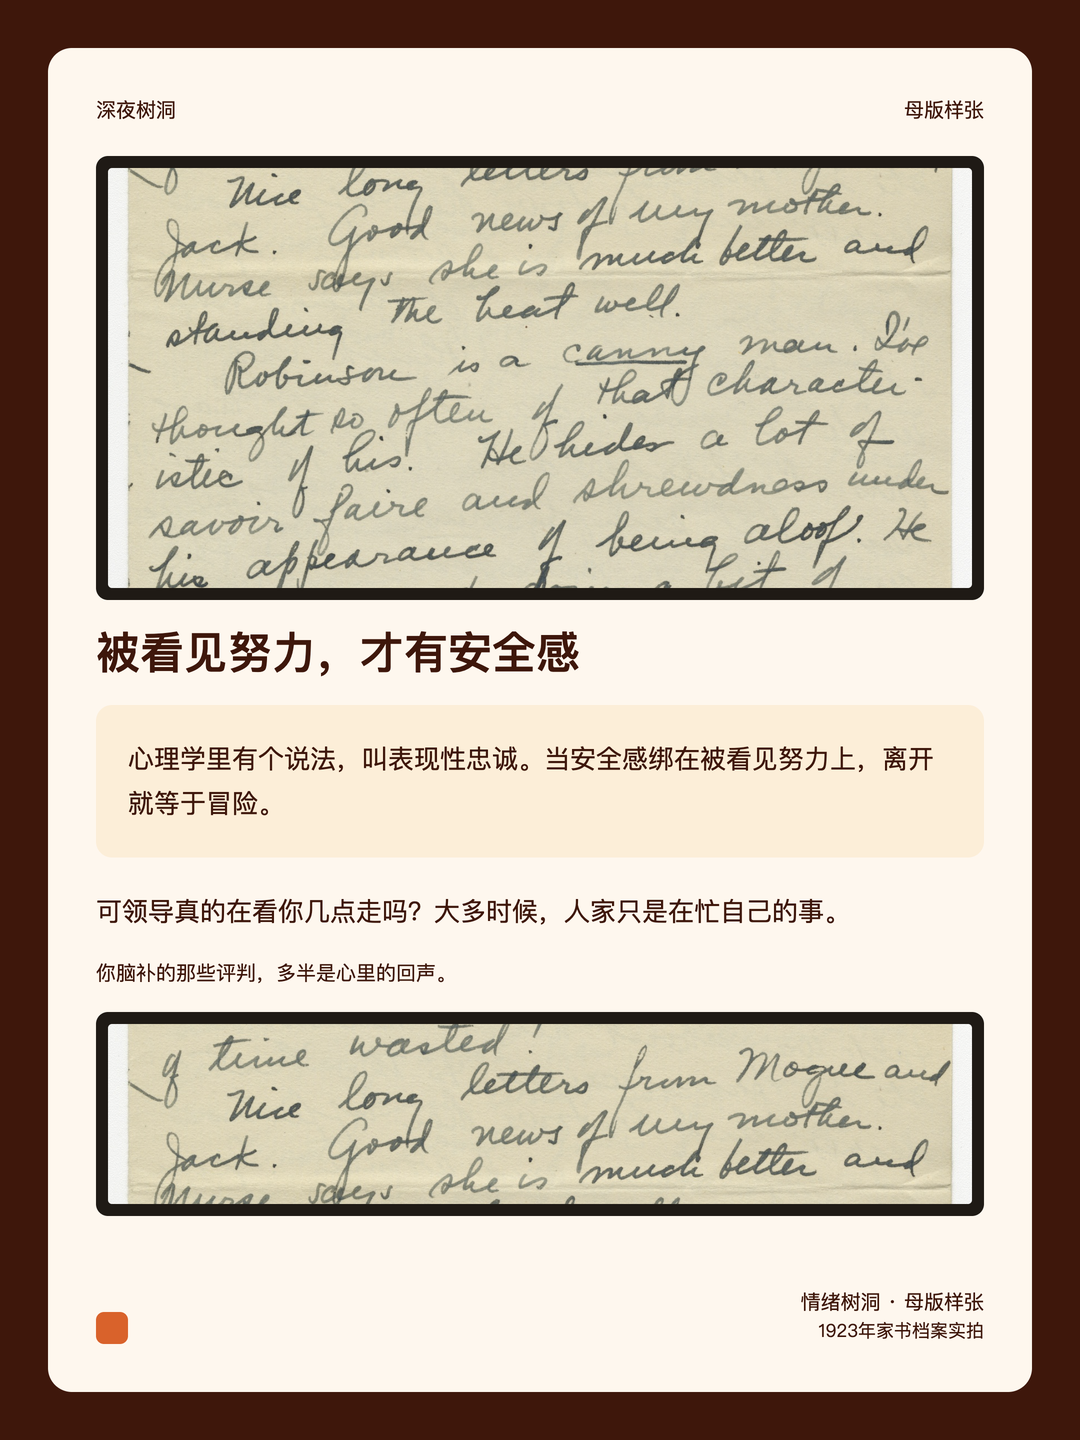 深夜树洞
母版样张
Nice long letters from
Jack. Good news of my mother.
Nurse says she is much better and
standing the heat well.
Robinson is a canny man. I've
thought so often of that character-
istic of his. He hides a lot of
savoir faire and shrewdness under
his appearance of being aloof. He
doing a bit of
被看见努力，才有安全感
心理学里有个说法，叫表现性忠诚。当安全感绑在被看见努力上，离开
就等于冒险。
可领导真的在看你几点走吗？大多时候，人家只是在忙自己的事。
你脑补的那些评判，多半是心里的回声。
of time wasted!
Nice long letters from Mogue and
Jack. Good news of my mother.
Nurse says she is much better and
情绪树洞 · 母版样张
1923年家书档案实拍